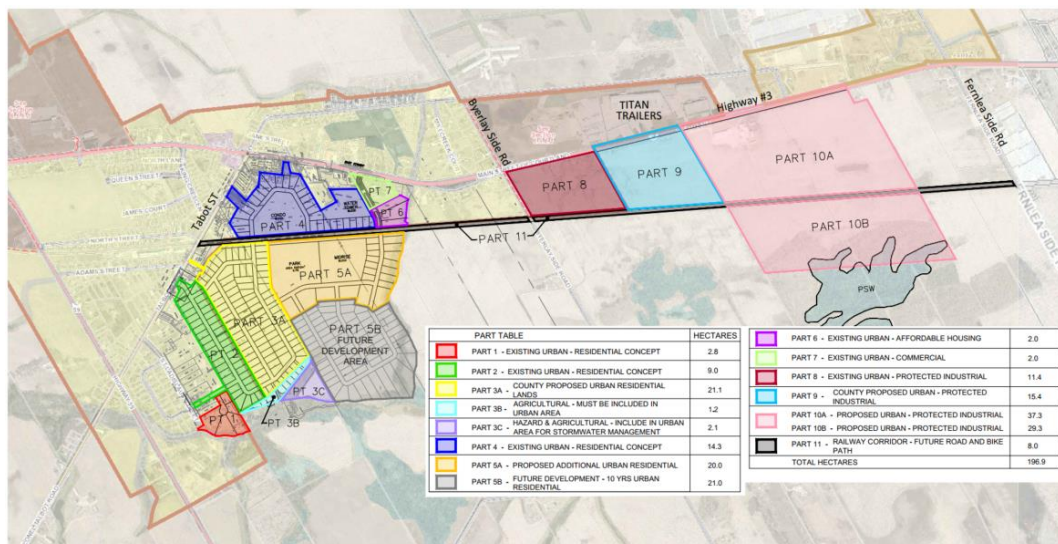 TITAN
TRAILERS
Highway #3
Fernlea Side Rd
Byerlay Side Rd
PART 10A
PART 9
PART 8
QUEEN STREET
Tabot ST
PT 7
PT 6
PART 4
PART 11
PART 10B
ADAMS STREET
PARK
PART 5A
PSW
PART 3A
PT 2
PART 5B
FUTURE
DEVELOPMENT
AREA
PT 3C
PT 1
PT 3B
PART TABLE HECTARES
PART 1 - EXISTING URBAN - RESIDENTIAL CONCEPT 2.8
PART 2 - EXISTING URBAN - RESIDENTIAL CONCEPT 9.0
PART 3A - COUNTY PROPOSED URBAN RESIDENTIAL
LANDS 21.1
PART 3B - AGRICULTURAL - MUST BE INCLUDED IN
URBAN AREA 1.2
PART 3C - HAZARD & AGRICULTURAL - INCLUDE IN URBAN
AREA FOR STORMWATER MANAGEMENT 2.1
PART 4 - EXISTING URBAN - RESIDENTIAL CONCEPT 14.3
PART 5A - PROPOSED ADDITIONAL URBAN RESIDENTIAL 20.0
PART 5B - FUTURE DEVELOPMENT - 10 YRS URBAN
RESIDENTIAL 21.0
PART 6 - EXISTING URBAN - AFFORDABLE HOUSING 2.0
PART 7 - EXISTING URBAN - COMMERCIAL 2.0
PART 8 - EXISTING URBAN - PROTECTED INDUSTRIAL 11.4
PART 9 - COUNTY PROPOSED URBAN - PROTECTED
INDUSTRIAL 15.4
PART 10A - PROPOSED URBAN - PROTECTED INDUSTRIAL 37.3
PART 10B - PROPOSED URBAN - PROTECTED INDUSTRIAL 29.3
PART 11 - RAILWAY CORRIDOR - FUTURE ROAD AND BIKE
PATH 8.0
TOTAL HECTARES 196.9